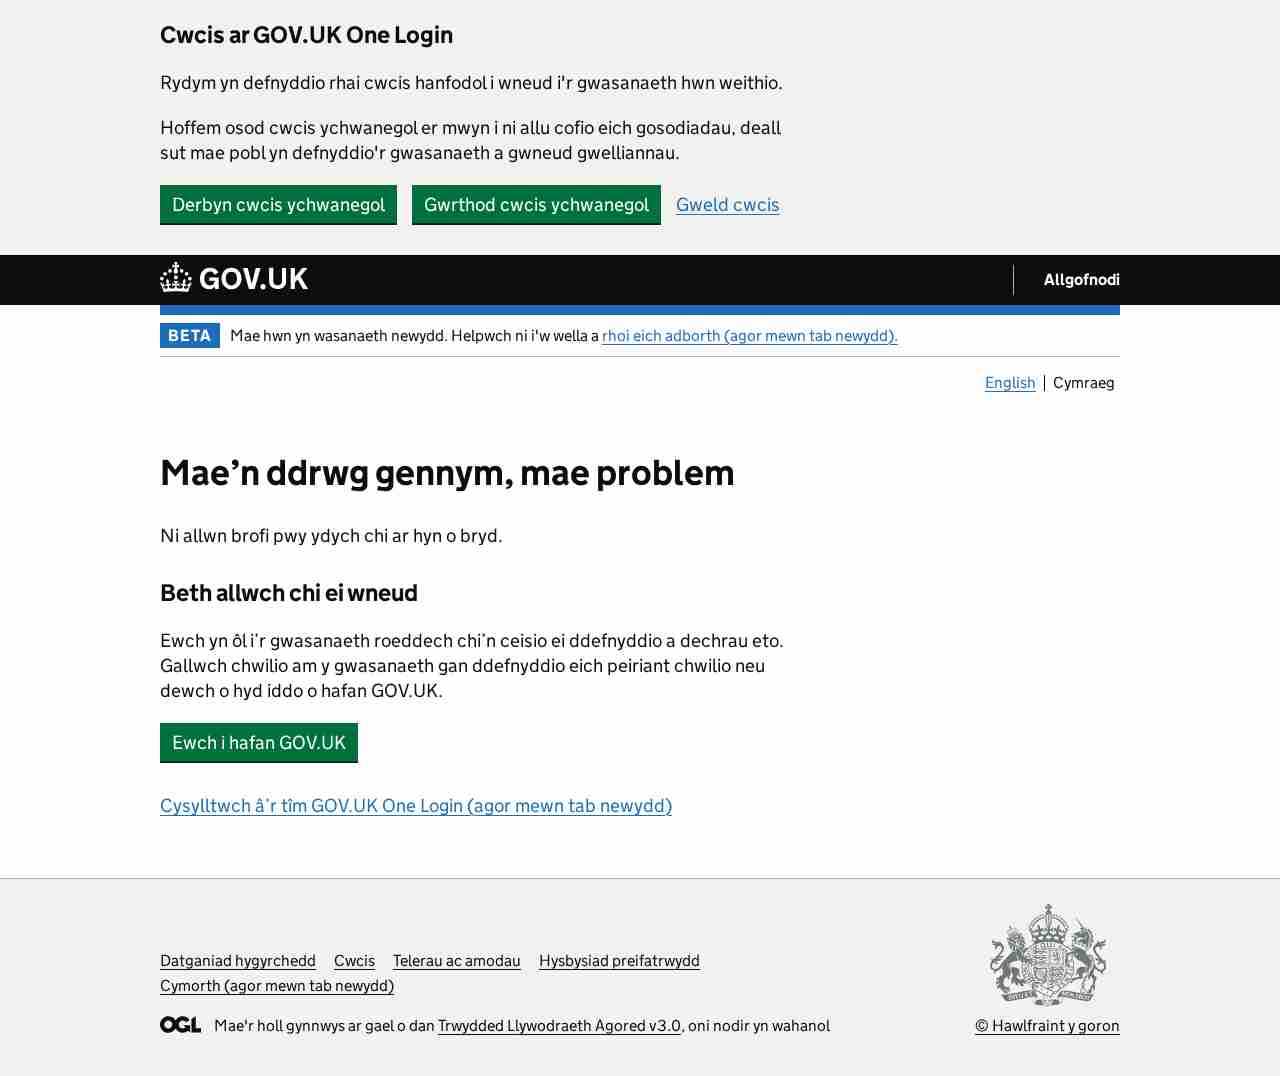 Cwcis ar GOV.UK One Login
Rydym yn defnyddio rhai cwcis hanfodol i wneud i'r gwasanaeth hwn weithio.
Hoffem osod cwcis ychwanegol er mwyn i ni allu cofio eich gosodiadau, deall
sut mae pobl yn defnyddio'r gwasanaeth a gwneud gwelliannau.
Derbyn cwcis ychwanegol Gwrthod cwcis ychwanegol Gweld cwcis
GOV.UK Allgofnodi
BETA Mae hwn yn wasanaeth newydd. Helpwch ni i'w wella a rhoi eich adborth (agor mewn tab newydd).
English Cymraeg
Mae’n ddrwg gennym, mae problem
Ni allwn brofi pwy ydych chi ar hyn o bryd.
Beth allwch chi ei wneud
Ewch yn ôl i’r gwasanaeth roeddech chi’n ceisio ei ddefnyddio a dechrau eto.
Gallwch chwilio am y gwasanaeth gan ddefnyddio eich peiriant chwilio neu
dewch o hyd iddo o hafan GOV.UK.
Ewch i hafan GOV.UK
Cysylltwch â’r tîm GOV.UK One Login (agor mewn tab newydd)
Datganiad hygyrchedd Cwcis Telerau ac amodau Hysbysiad preifatrwydd
Cymorth (agor mewn tab newydd)
OGL Mae'r holl gynnwys ar gael o dan Trwydded Llywodraeth Agored v3.0, oni nodir yn wahanol
© Hawlfraint y goron